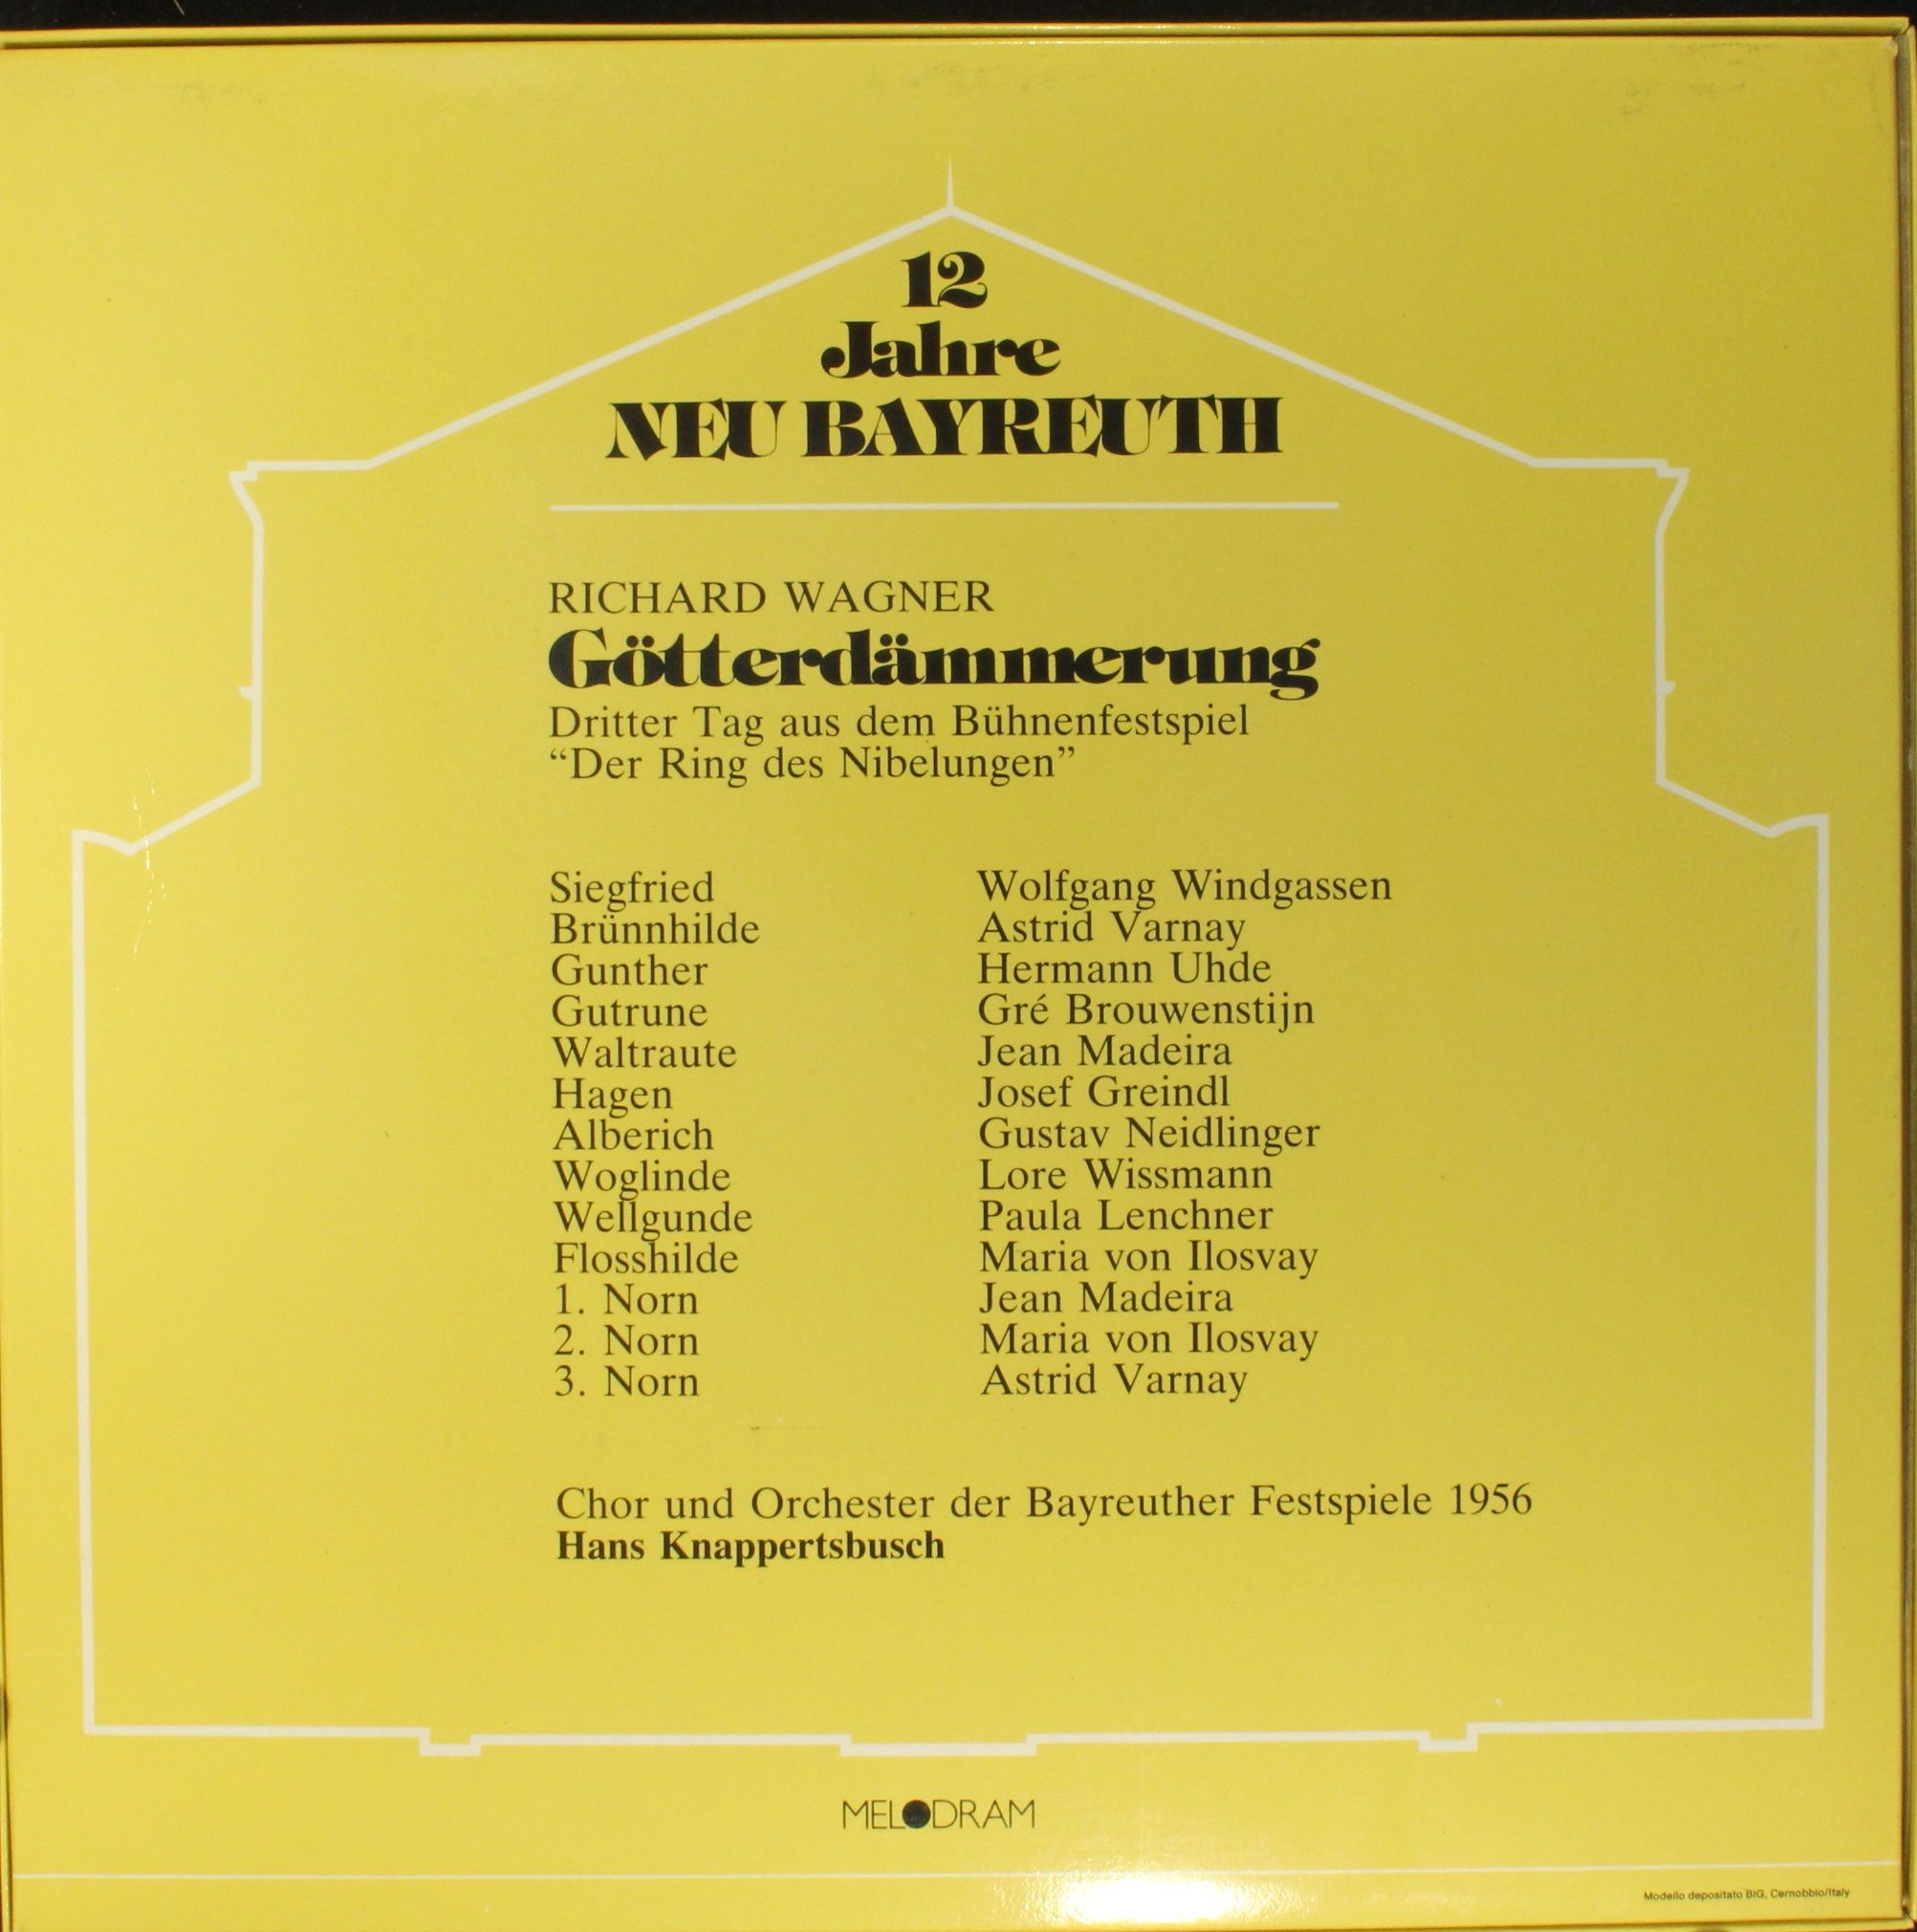 12
Jahre
NEU BAYREUTH
RICHARD WAGNER
Götterdämmerung
Dritter Tag aus dem Bühnenfestspiel
“Der Ring des Nibelungen”
Siegfried Wolfgang Windgassen
Brünnhilde Astrid Varnay
Gunther Hermann Uhde
Gutrune Gré Brouwenstijn
Waltraute Jean Madeira
Hagen Josef Greindl
Alberich Gustav Neidlinger
Woglinde Lore Wissmann
Wellgunde Paula Lenchner
Flosshilde Maria von Ilosvay
1. Norn Jean Madeira
2. Norn Maria von Ilosvay
3. Norn Astrid Varnay
Chor und Orchester der Bayreuther Festspiele 1956
Hans Knappertsbusch
MELODRAM
Modello depositato BIG, Cernobbio/Italy